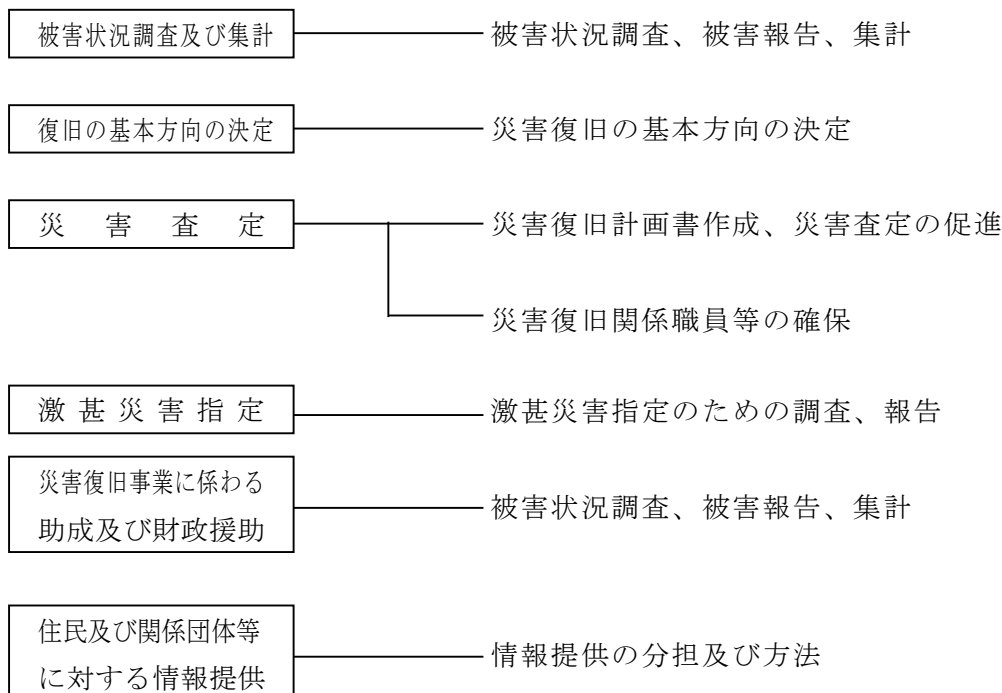 被害状況調査及び集計 被害状況調査、被害報告、集計
復旧の基本方向の決定 災害復旧の基本方向の決定
災害査定 災害復旧計画書作成、災害査定の促進
災害復旧関係職員等の確保
激甚災害指定 激甚災害指定のための調査、報告
災害復旧事業に係わる
助成及び財政援助
被害状況調査、被害報告、集計
住民及び関係団体等
に対する情報提供
情報提供の分担及び方法